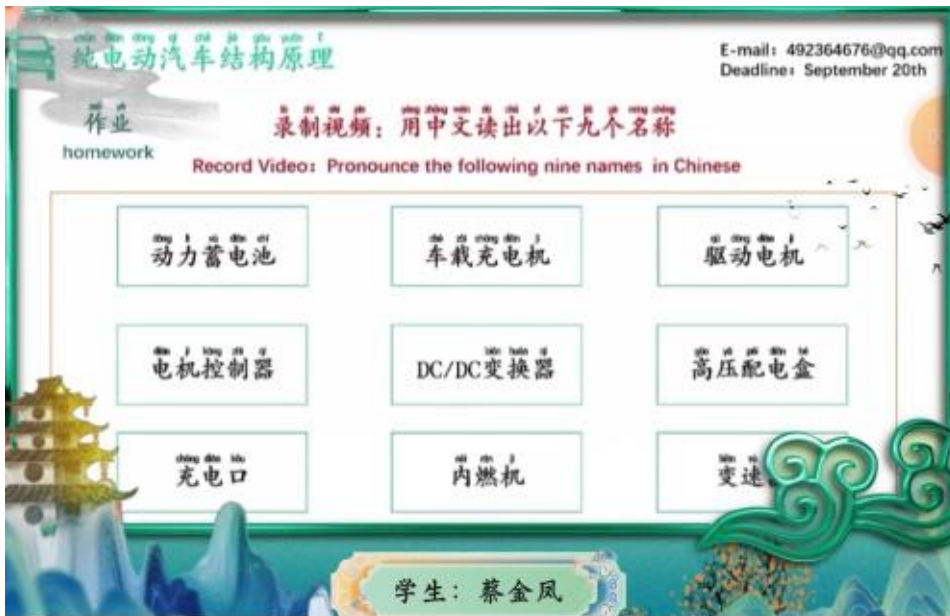 纯电动汽车结构原理
E-mail: 492364676@qq.com
Deadline: September 20th
作业
homework
录制视频：用中文读出以下九个名称
Record Video: Pronounce the following nine names in Chinese
动力蓄电池
车载充电机
驱动电机
电机控制器
DC/DC变换器
高压配电盒
充电口
内燃机
变速
学生：蔡金凤